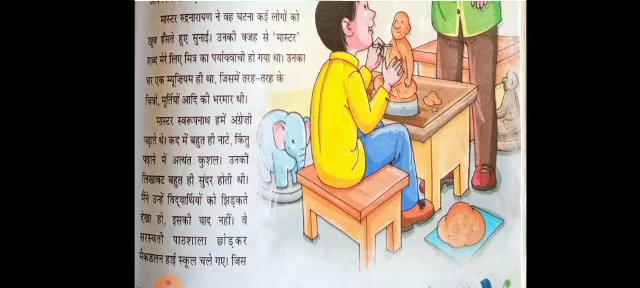 मास्टर रुद्रनारायण ने वह घटना कई लोगों को
खूब हँसते हुए सुनाई। उनकी वजह से 'मास्टर'
शब्द मेरे लिए मित्र का पर्यायवाची हो गया था। उनका
घर एक म्यूजियम ही था, जिसमें तरह-तरह के
चित्रों, मूर्तियों आदि की भरमार थी।
मास्टर स्वरूपनाथ हमें अंग्रेज़ी
पढ़ाते थे। कद में बहुत ही नाटे, किंतु
पढ़ाने में अत्यंत कुशल। उनकी
लिखावट बहुत ही सुंदर होती थी।
मैंने उन्हें विद्यार्थियों को झिड़कते
देखा हो, इसकी याद नहीं। वे
सरस्वती पाठशाला छोड़कर
मैकडलन हाई स्कूल चले गए। जिस